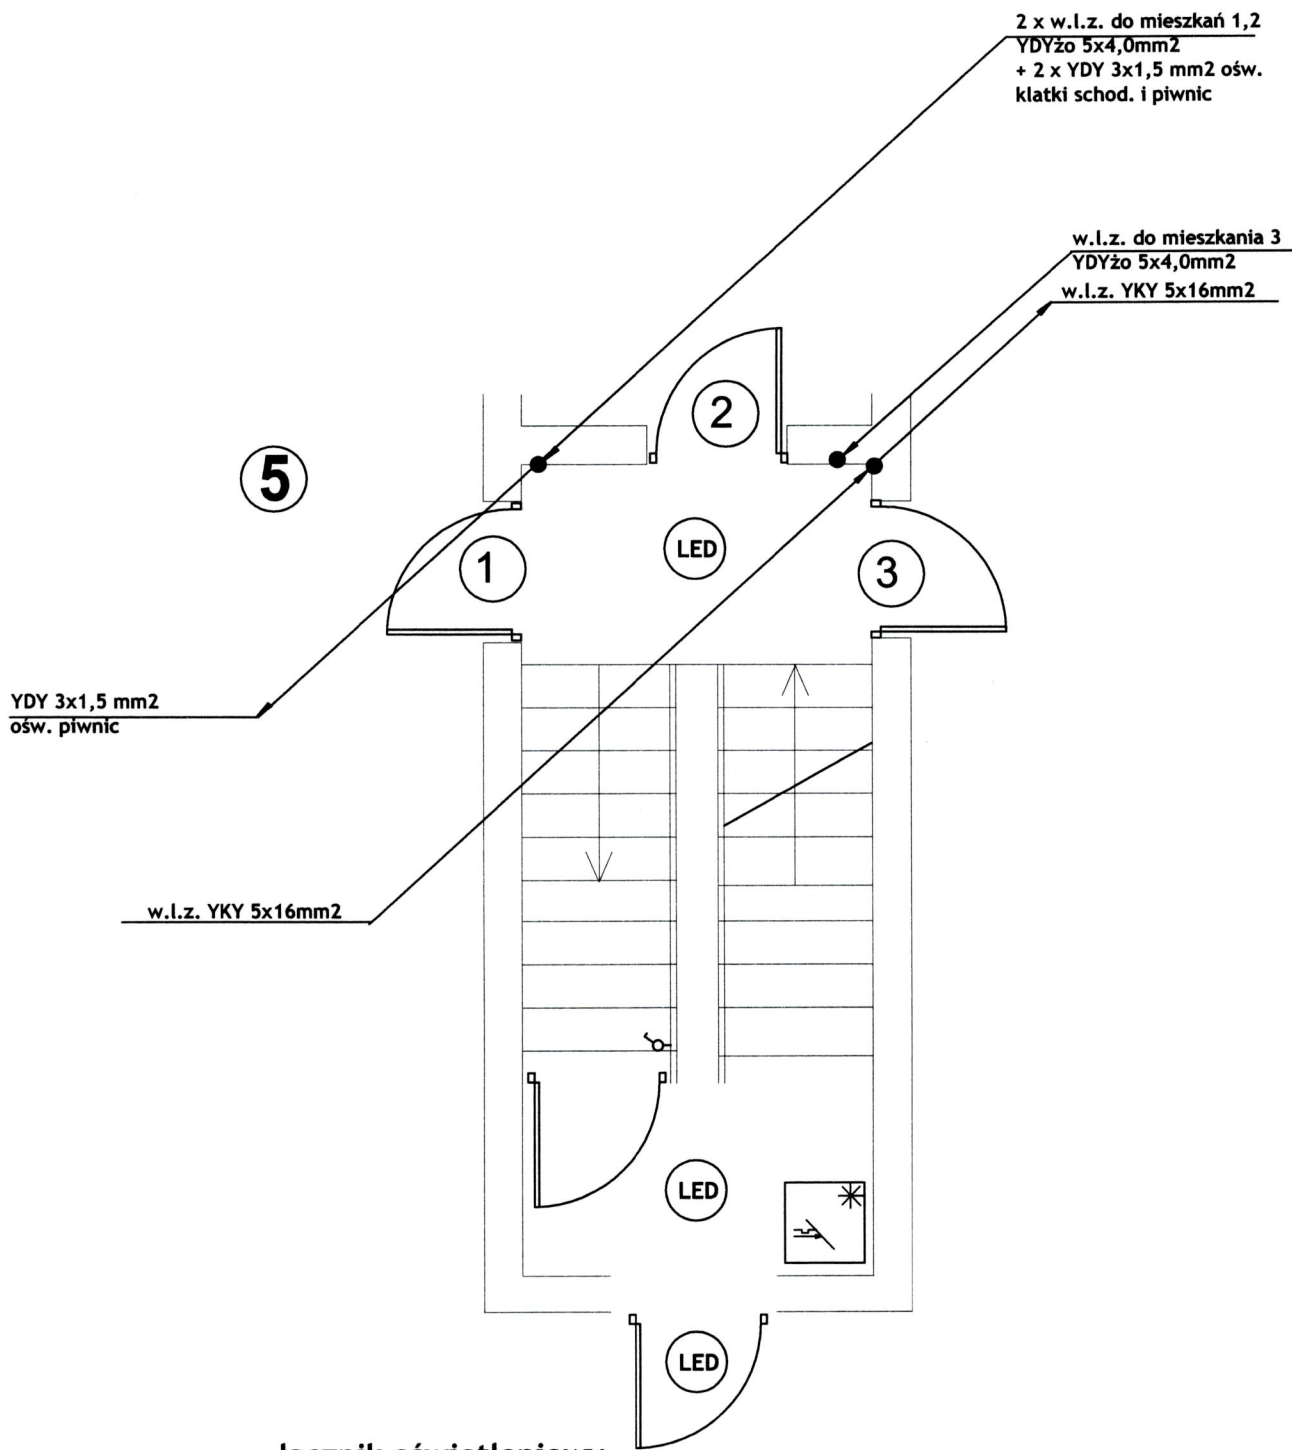 2 x w.l.z. do mieszkań 1,2
YDYżo 5x4,0mm2
+ 2 x YDY 3x1,5 mm2 ośw.
klatki schod. i piwnic
w.l.z. do mieszkania 3
YDYżo 5x4,0mm2
w.l.z. YKY 5x16mm2
2
5
LED
1
3
YDY 3x1,5 mm2
ośw. piwnic
w.l.z. YKY 5x16mm2
LED
LED